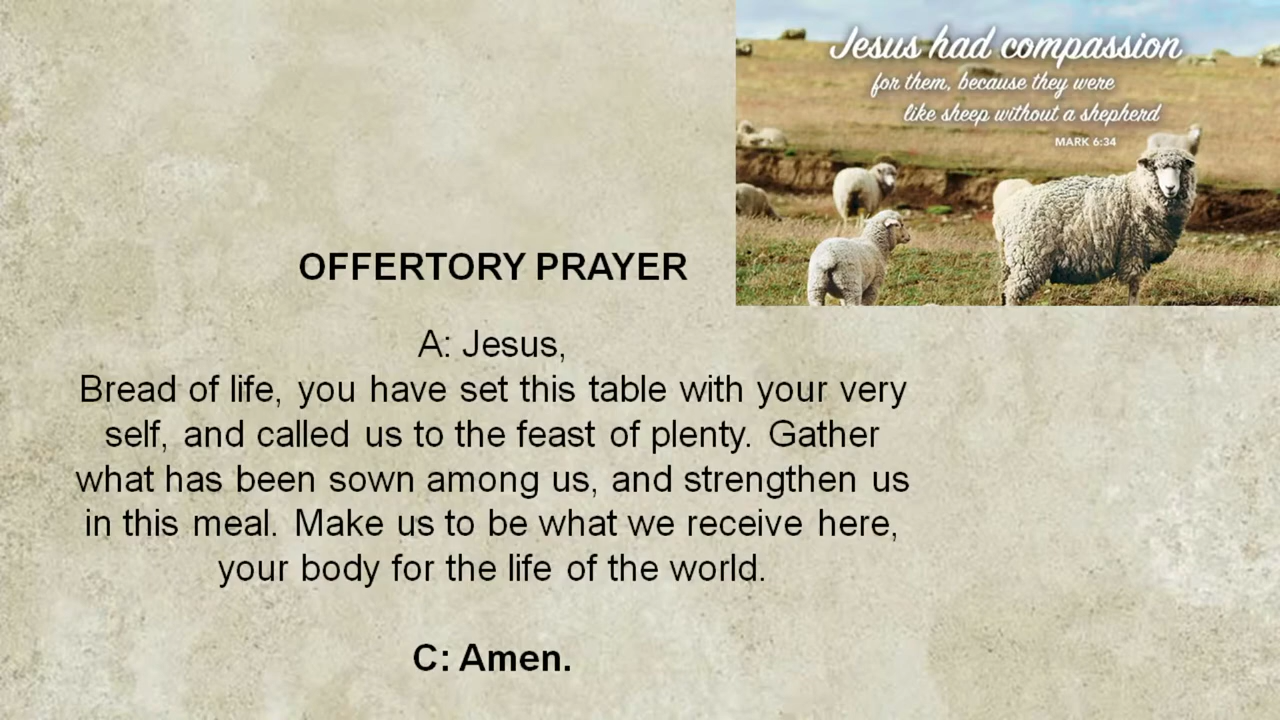 Jesus had compassion
for them, because they were
like sheep without a shepherd
MARK 6:34
OFFERTORY PRAYER
A: Jesus,
Bread of life, you have set this table with your very
self, and called us to the feast of plenty. Gather
what has been sown among us, and strengthen us
in this meal. Make us to be what we receive here,
your body for the life of the world.
C: Amen.